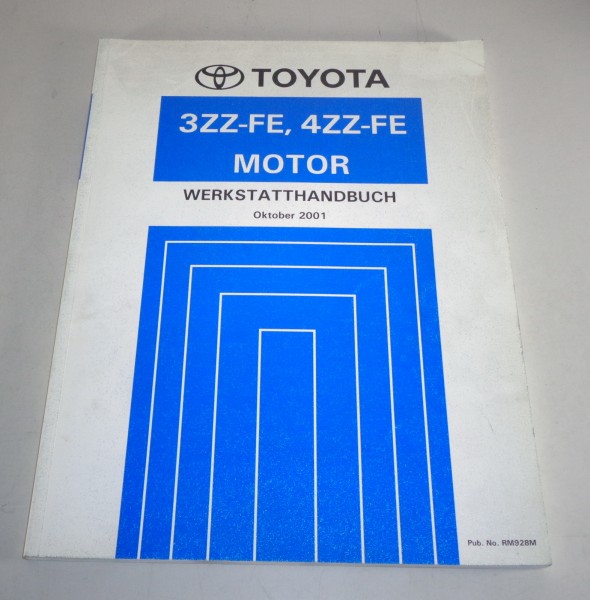 TOYOTA
3ZZ-FE, 4ZZ-FE
MOTOR
WERKSTATTHANDBUCH
Oktober 2001
Pub. No. RM928M